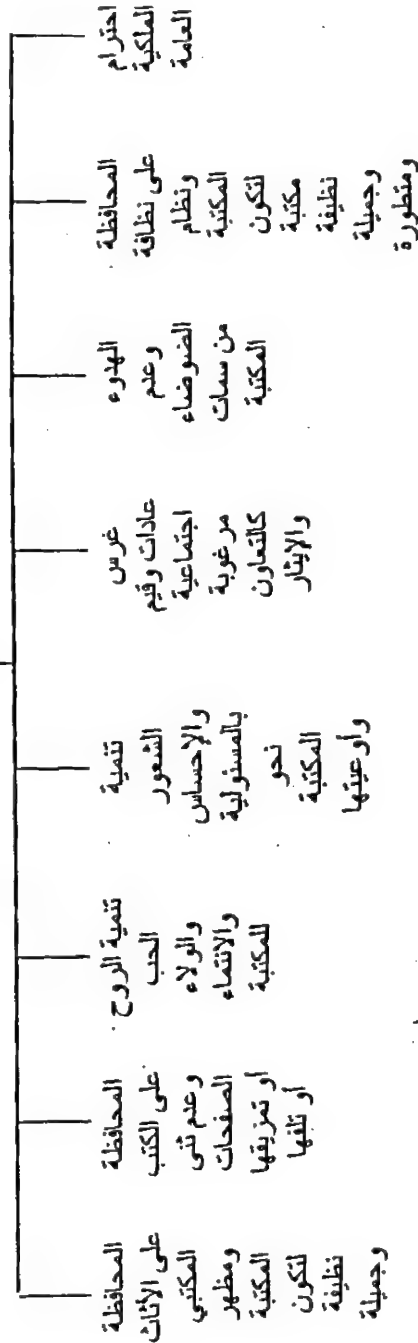 احترام
الملكية
العامة
المحافظة
على نظافة
ونظام
المكتبة
لتكون
مكتبة
نظيفة
وجميلة
ومتطورة
الهدوء
وعدم
الضوضاء
من سمات
المكتبة
غرس
عادات وقيم
اجتماعية
مرغوبة
كالتعاون
والإيثار
تنمية
الشعور
والإحساس
بالمسئولية
نحو
المكتبة
وأوعيتها
تنمية الروح
الحب
والولاء
والانتماء
للمكتبة
المحافظة
على الكتب
وعدم ثنى
الصفحات
أو تمزيقها
أو تلفها
المحافظة
على الأثاث
المكتبي
ومظهر
المكتبة
لتكون
نظيفة
وجميلة